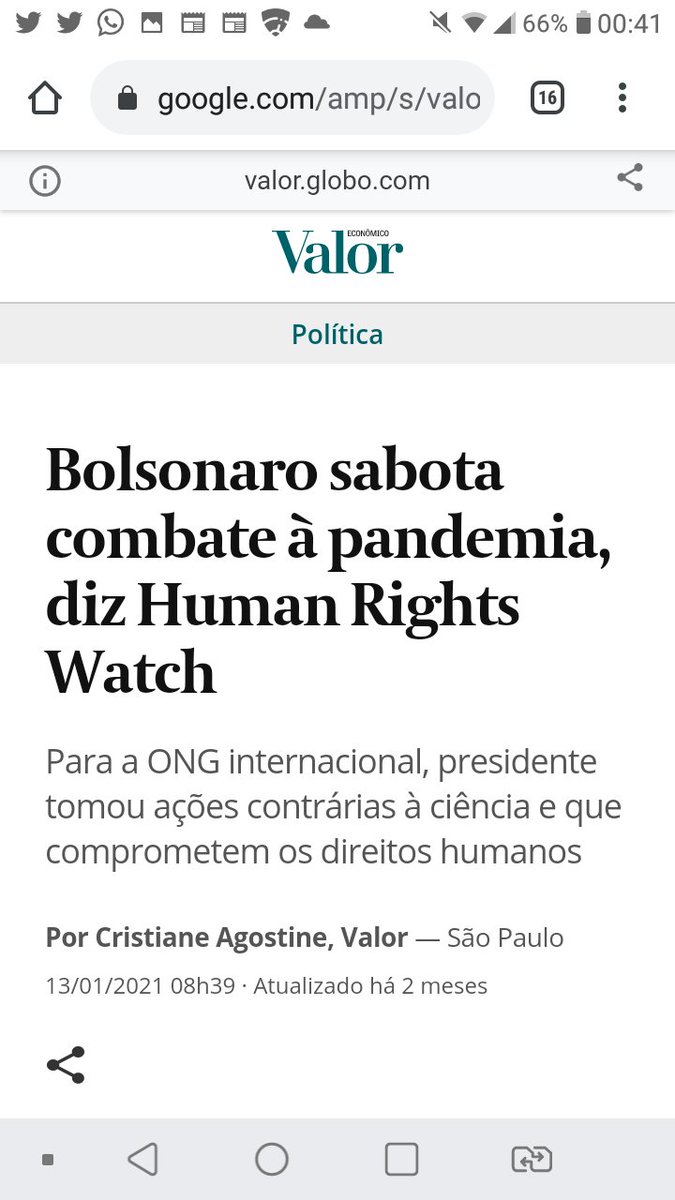 66% 00:41
google.com/amp/s/valo
16
valor.globo.com
ECONÔMICO
Valor
Política
Bolsonaro sabota
combate à pandemia,
diz Human Rights
Watch
Para a ONG internacional, presidente
tomou ações contrárias à ciência e que
comprometem os direitos humanos
Por Cristiane Agostine, Valor — São Paulo
13/01/2021 08h39 · Atualizado há 2 meses